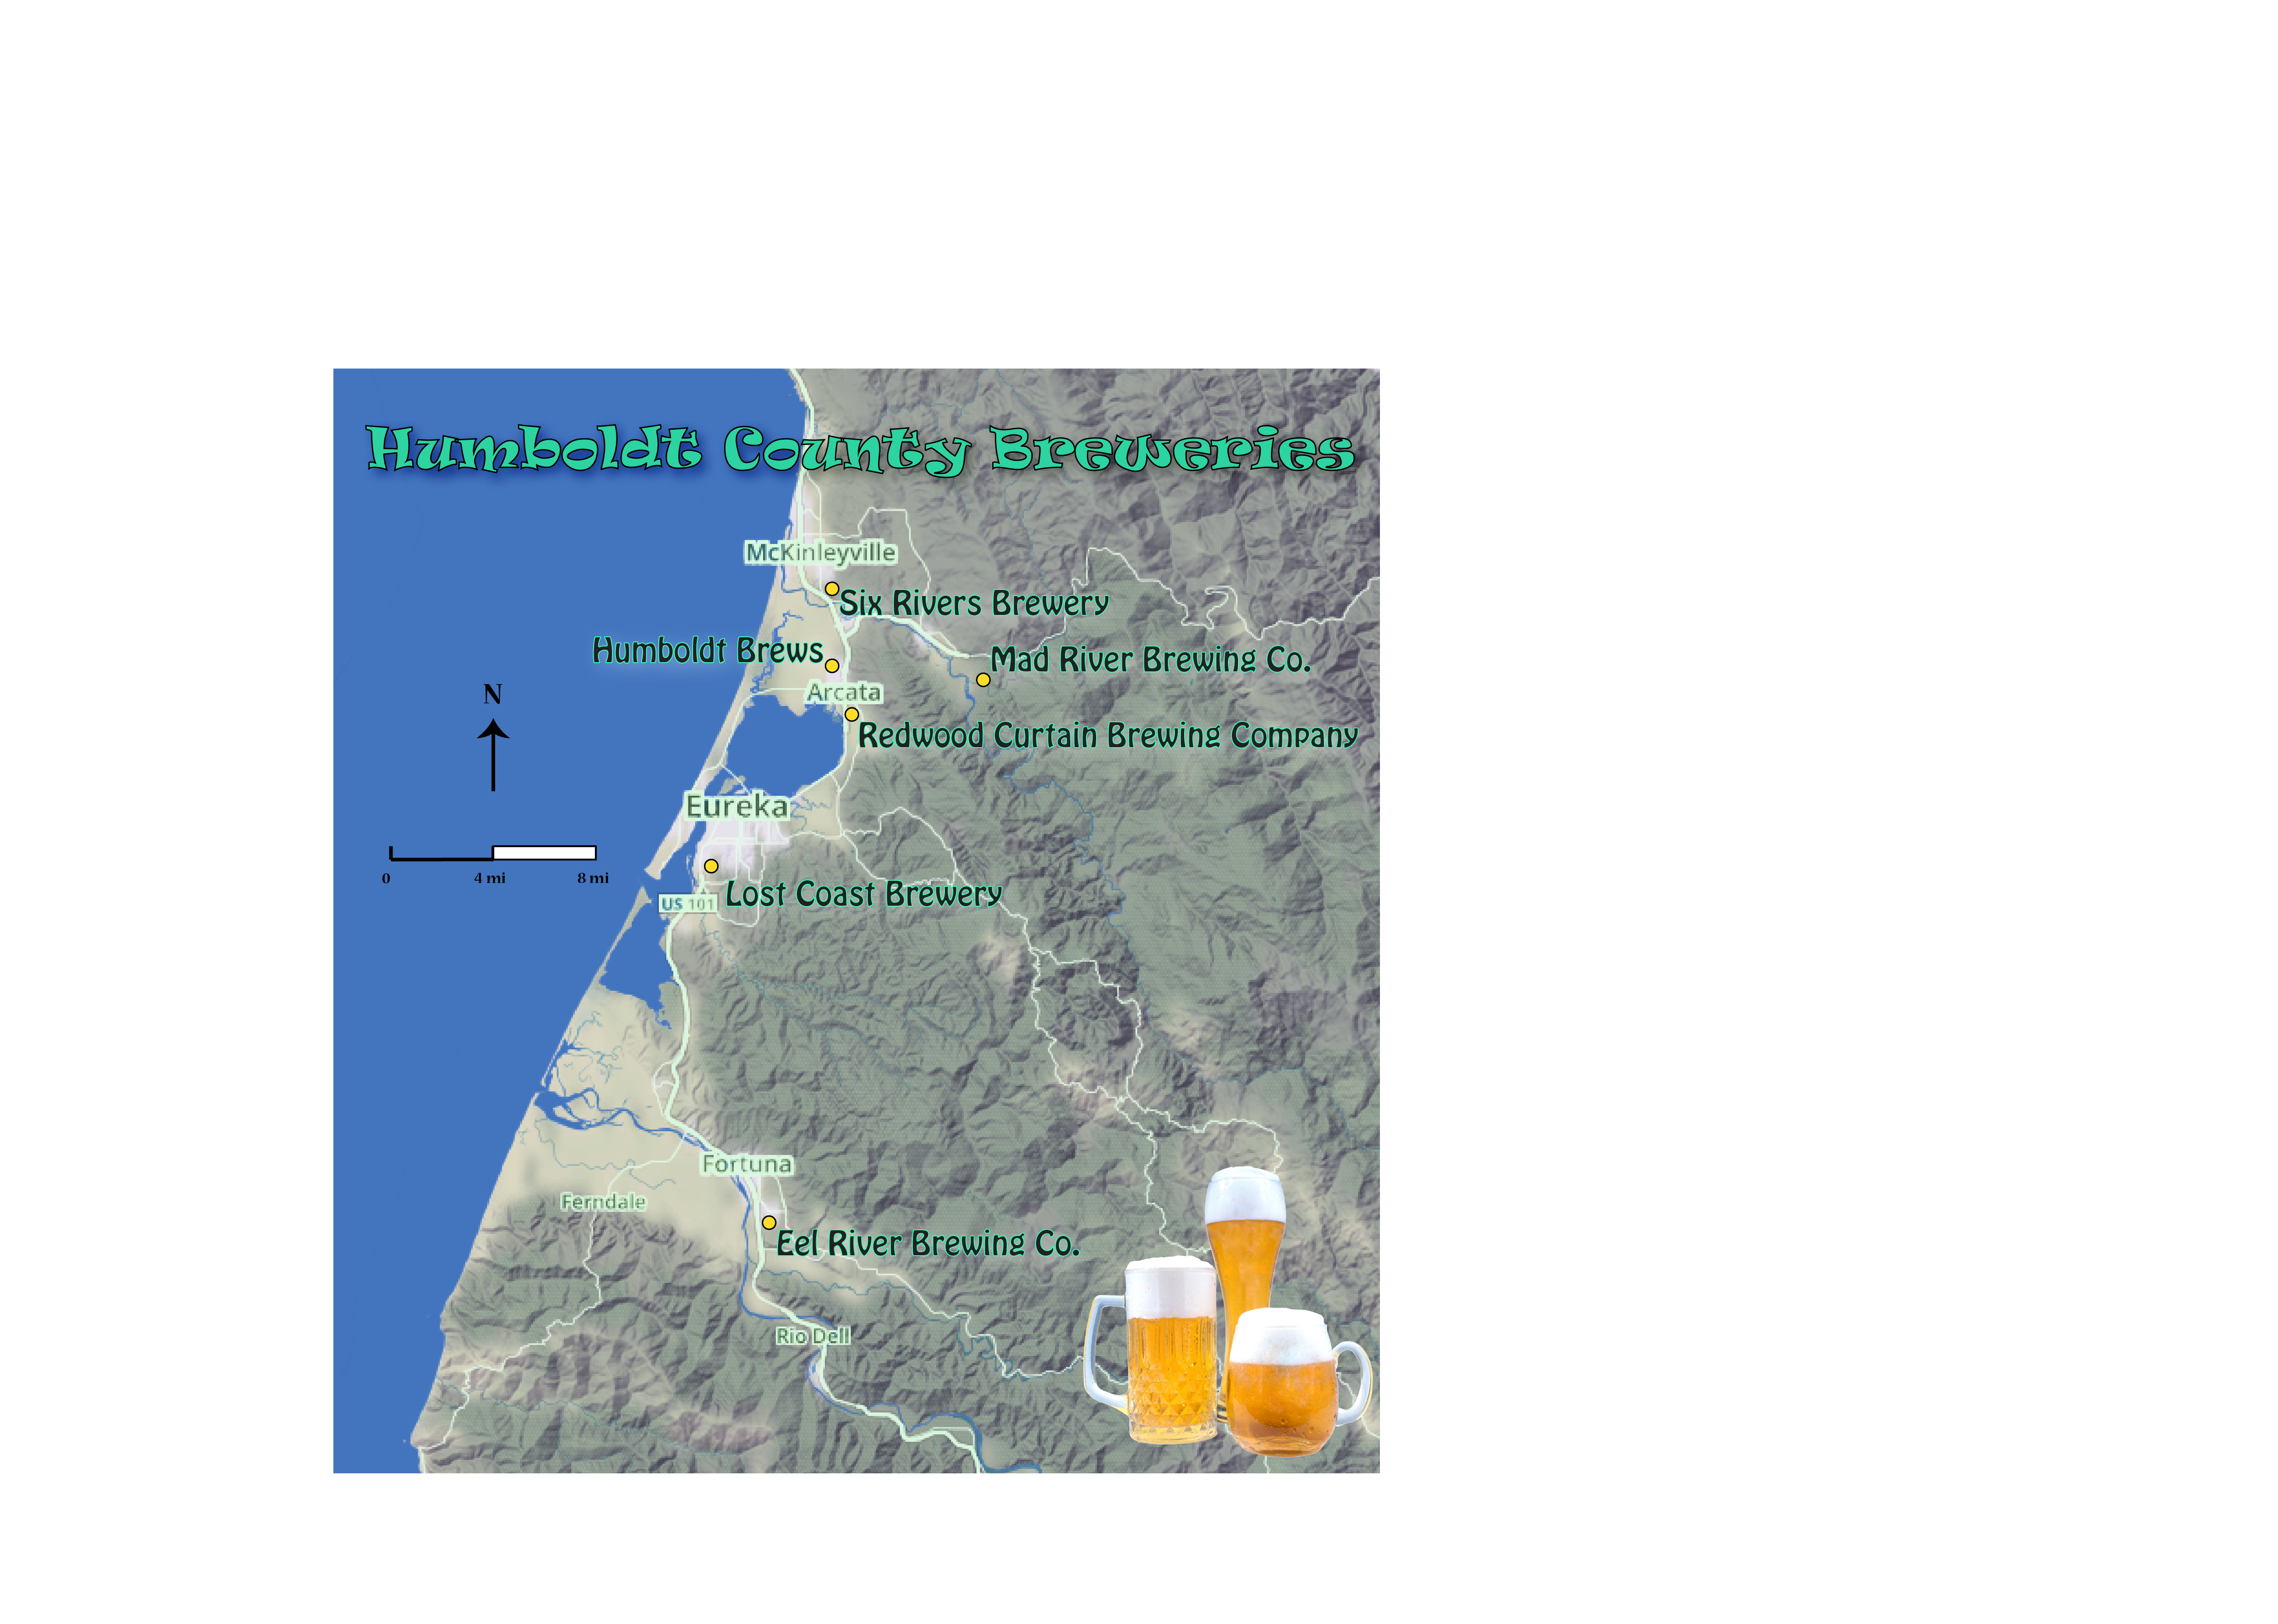 Humboldt County Breweries
McKinleyville
Six Rivers Brewery
Humboldt Brews
Mad River Brewing Co.
N
Arcata
Redwood Curtain Brewing Company
Eureka
0 4 mi 8 mi
Lost Coast Brewery
US 101
Fortuna
Ferndale
Eel River Brewing Co.
Rio Dell